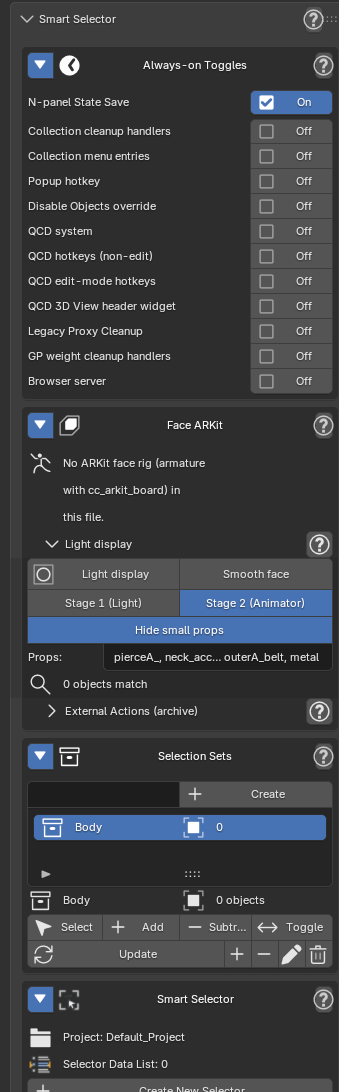 Smart Selector
Always-on Toggles
N-panel State Save On
Collection cleanup handlers Off
Collection menu entries Off
Popup hotkey Off
Disable Objects override Off
QCD system Off
QCD hotkeys (non-edit) Off
QCD edit-mode hotkeys Off
QCD 3D View header widget Off
Legacy Proxy Cleanup Off
GP weight cleanup handlers Off
Browser server Off
Face ARKit
No ARKit face rig (armature
with cc_arkit_board) in
this file.
Light display
Light display Smooth face
Stage 1 (Light) Stage 2 (Animator)
Hide small props
Props: pierceA_, neck_acc... outerA_belt, metal
0 objects match
External Actions (archive)
Selection Sets
Create
Body 0
Body 0 objects
Select Add Subtr... Toggle
Update
Smart Selector
Project: Default_Project
Selector Data List: 0
Create New Selector